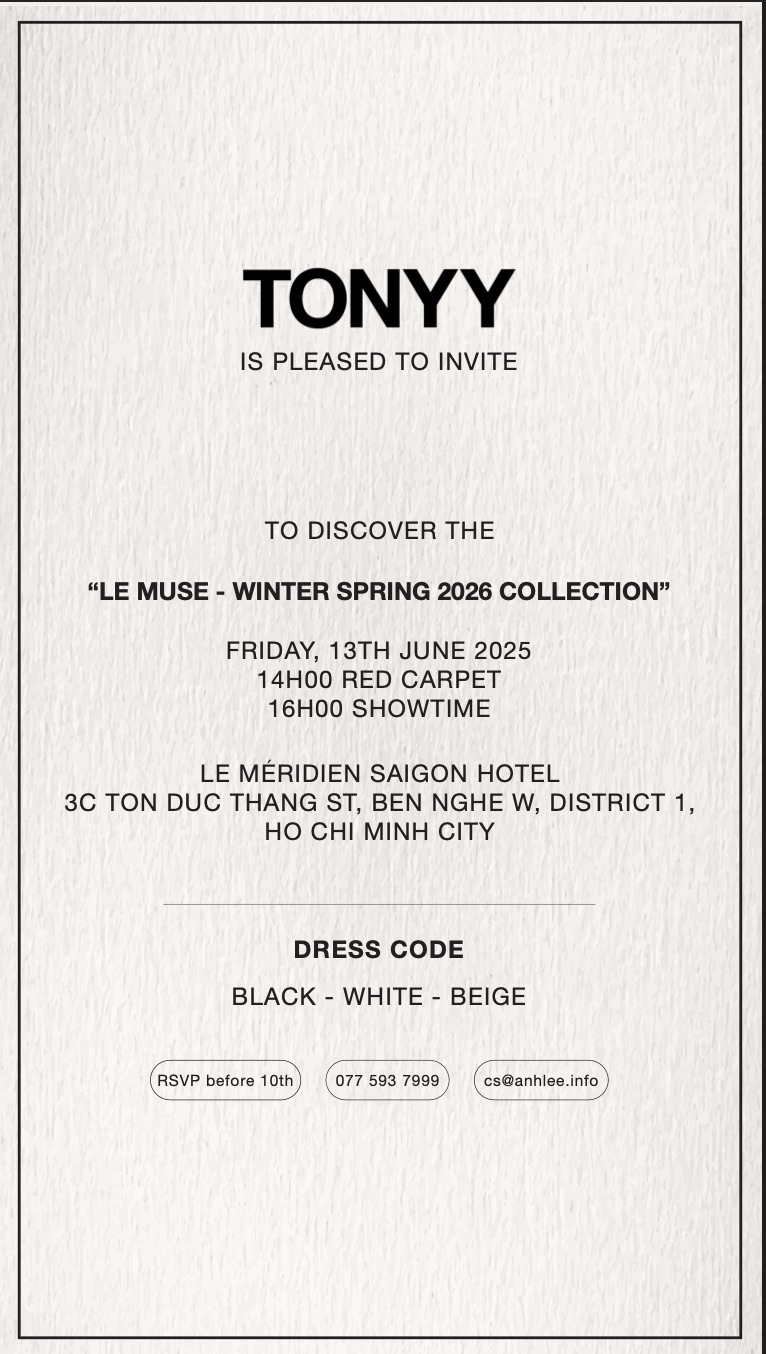 TONYY
IS PLEASED TO INVITE
TO DISCOVER THE
“LE MUSE - WINTER SPRING 2026 COLLECTION”
FRIDAY, 13TH JUNE 2025
14H00 RED CARPET
16H00 SHOWTIME
LE MÉRIDIEN SAIGON HOTEL
3C TON DUC THANG ST, BEN NGHE W, DISTRICT 1,
HO CHI MINH CITY
DRESS CODE
BLACK - WHITE - BEIGE
RSVP before 10th 077 593 7999 cs@anhlee.info